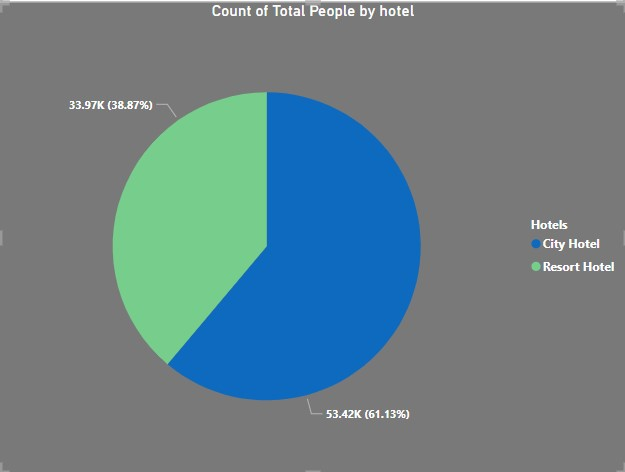 Count of Total People by hotel
33.97K (38.87%)
Hotels
City Hotel
Resort Hotel
53.42K (61.13%)